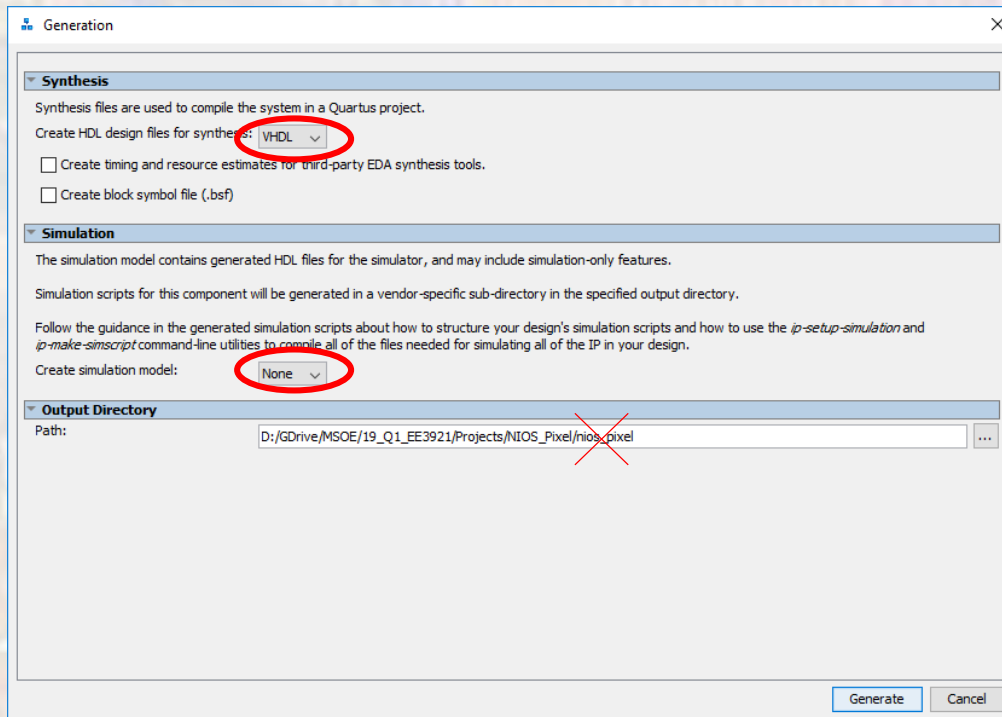 Generation
Synthesis
Synthesis files are used to compile the system in a Quartus project.
Create HDL design files for synthesis: VHDL
Create timing and resource estimates for third-party EDA synthesis tools.
Create block symbol file (.bsf)
Simulation
The simulation model contains generated HDL files for the simulator, and may include simulation-only features.
Simulation scripts for this component will be generated in a vendor-specific sub-directory in the specified output directory.
Follow the guidance in the generated simulation scripts about how to structure your design's simulation scripts and how to use the ip-setup-simulation and
ip-make-simscript command-line utilities to compile all of the files needed for simulating all of the IP in your design.
Create simulation model: None
Output Directory
Path: D:/GDrive/MSOE/19_Q1_EE3921/Projects/NIOS_Pixel/nios_pixel ...
Generate Cancel